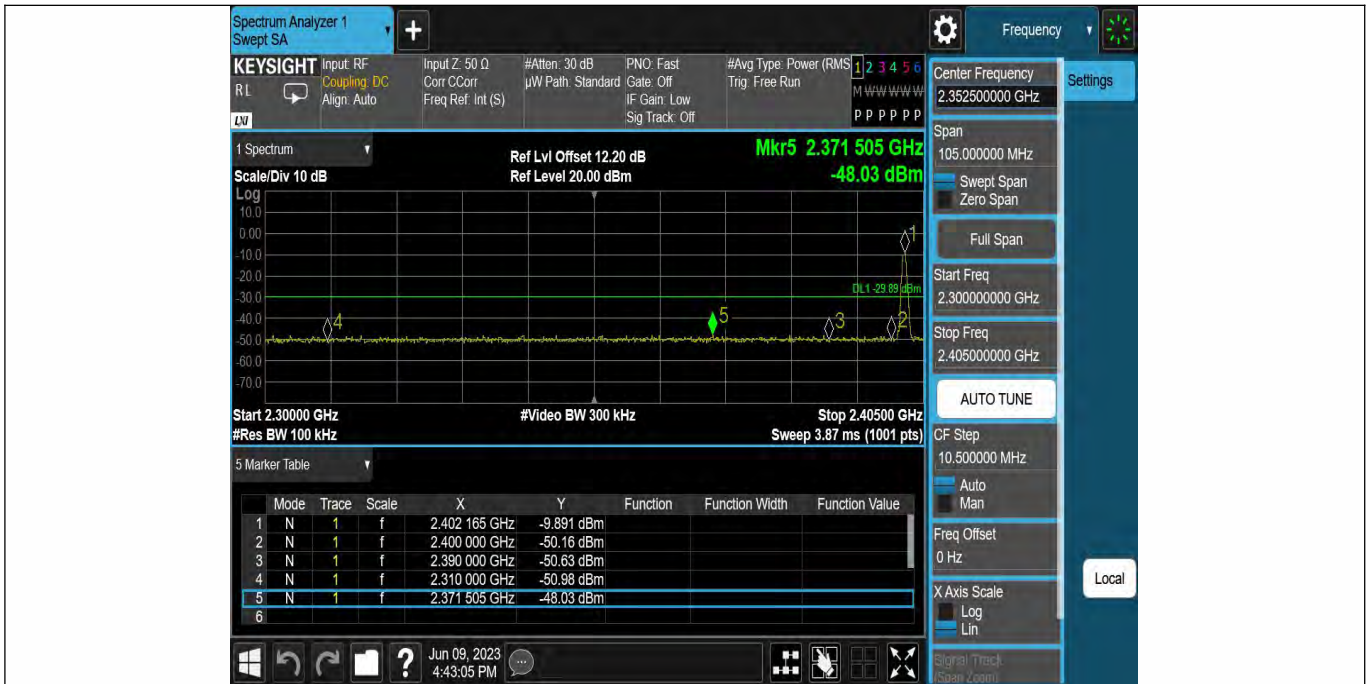 Spectrum Analyzer 1
Swept SA
+
Frequency
KEYSIGHT
RL
LXI
Input: RF
Coupling: DC
Align: Auto
Input Z: 50 Ω
Corr CCorr
Freq Ref: Int (S)
#Atten: 30 dB
µW Path: Standard
PNO: Fast
Gate: Off
IF Gain: Low
Sig Track: Off
#Avg Type: Power (RMS
Trig: Free Run
1 2 3 4 5 6
M W W W W W
P P P P P P
1 Spectrum
Scale/Div 10 dB
Ref Lvl Offset 12.20 dB
Ref Level 20.00 dBm
Mkr5 2.371 505 GHz
-48.03 dBm
Log
10.0
0.00
-10.0
-20.0
-30.0
-40.0
-50.0
-60.0
-70.0
1
DL1 -29.89 dBm
4
5
3
2
Start 2.30000 GHz
#Video BW 300 kHz
Stop 2.40500 GHz
#Res BW 100 kHz
Sweep 3.87 ms (1001 pts)
5 Marker Table
Mode Trace Scale X Y Function Function Width Function Value
1 N 1 f 2.402 165 GHz -9.891 dBm
2 N 1 f 2.400 000 GHz -50.16 dBm
3 N 1 f 2.390 000 GHz -50.63 dBm
4 N 1 f 2.310 000 GHz -50.98 dBm
5 N 1 f 2.371 505 GHz -48.03 dBm
6
?
Jun 09, 2023
4:43:05 PM
Center Frequency
2.352500000 GHz
Settings
Span
105.000000 MHz
Swept Span
Zero Span
Full Span
Start Freq
2.300000000 GHz
Stop Freq
2.405000000 GHz
AUTO TUNE
CF Step
10.500000 MHz
Auto
Man
Freq Offset
0 Hz
Local
X Axis Scale
Log
Lin
Signal Track
(Span Zoom)